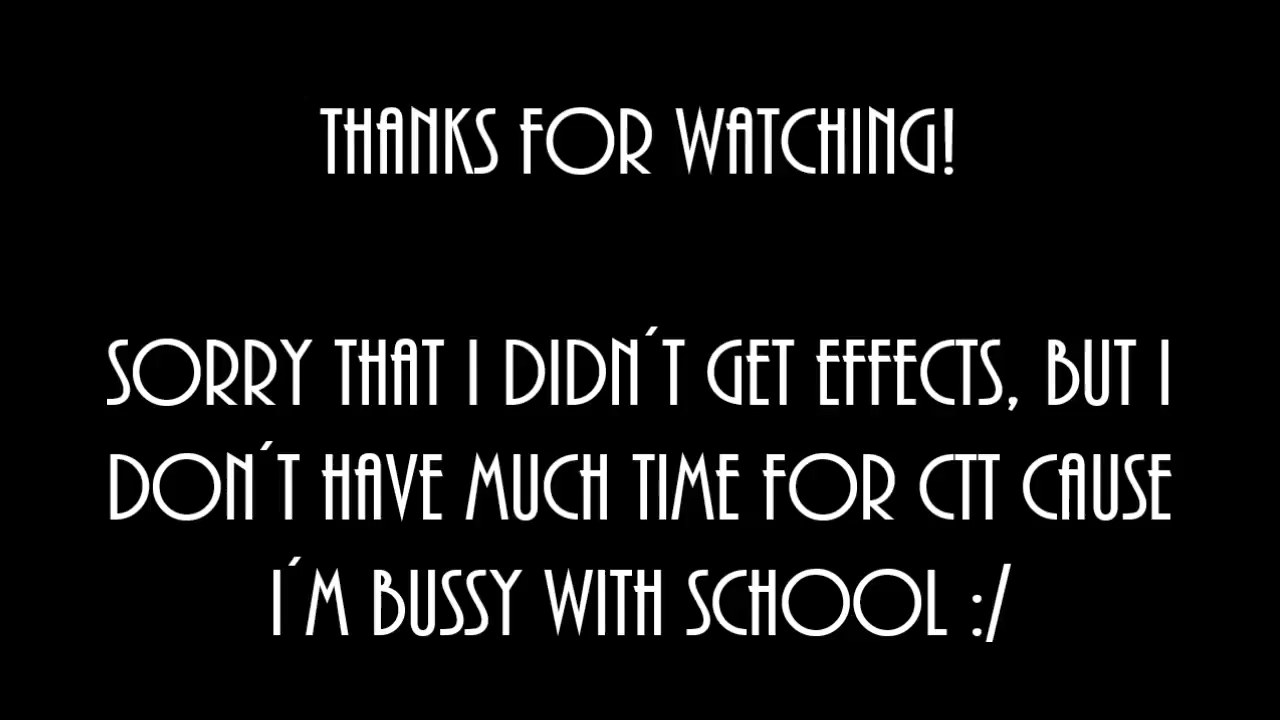 THANKS FOR WATCHING!
SORRY THAT I DIDN´T GET EFFECTS, BUT I
DON´T HAVE MUCH TIME FOR CTT CAUSE
I´M BUSSY WITH SCHOOL :/